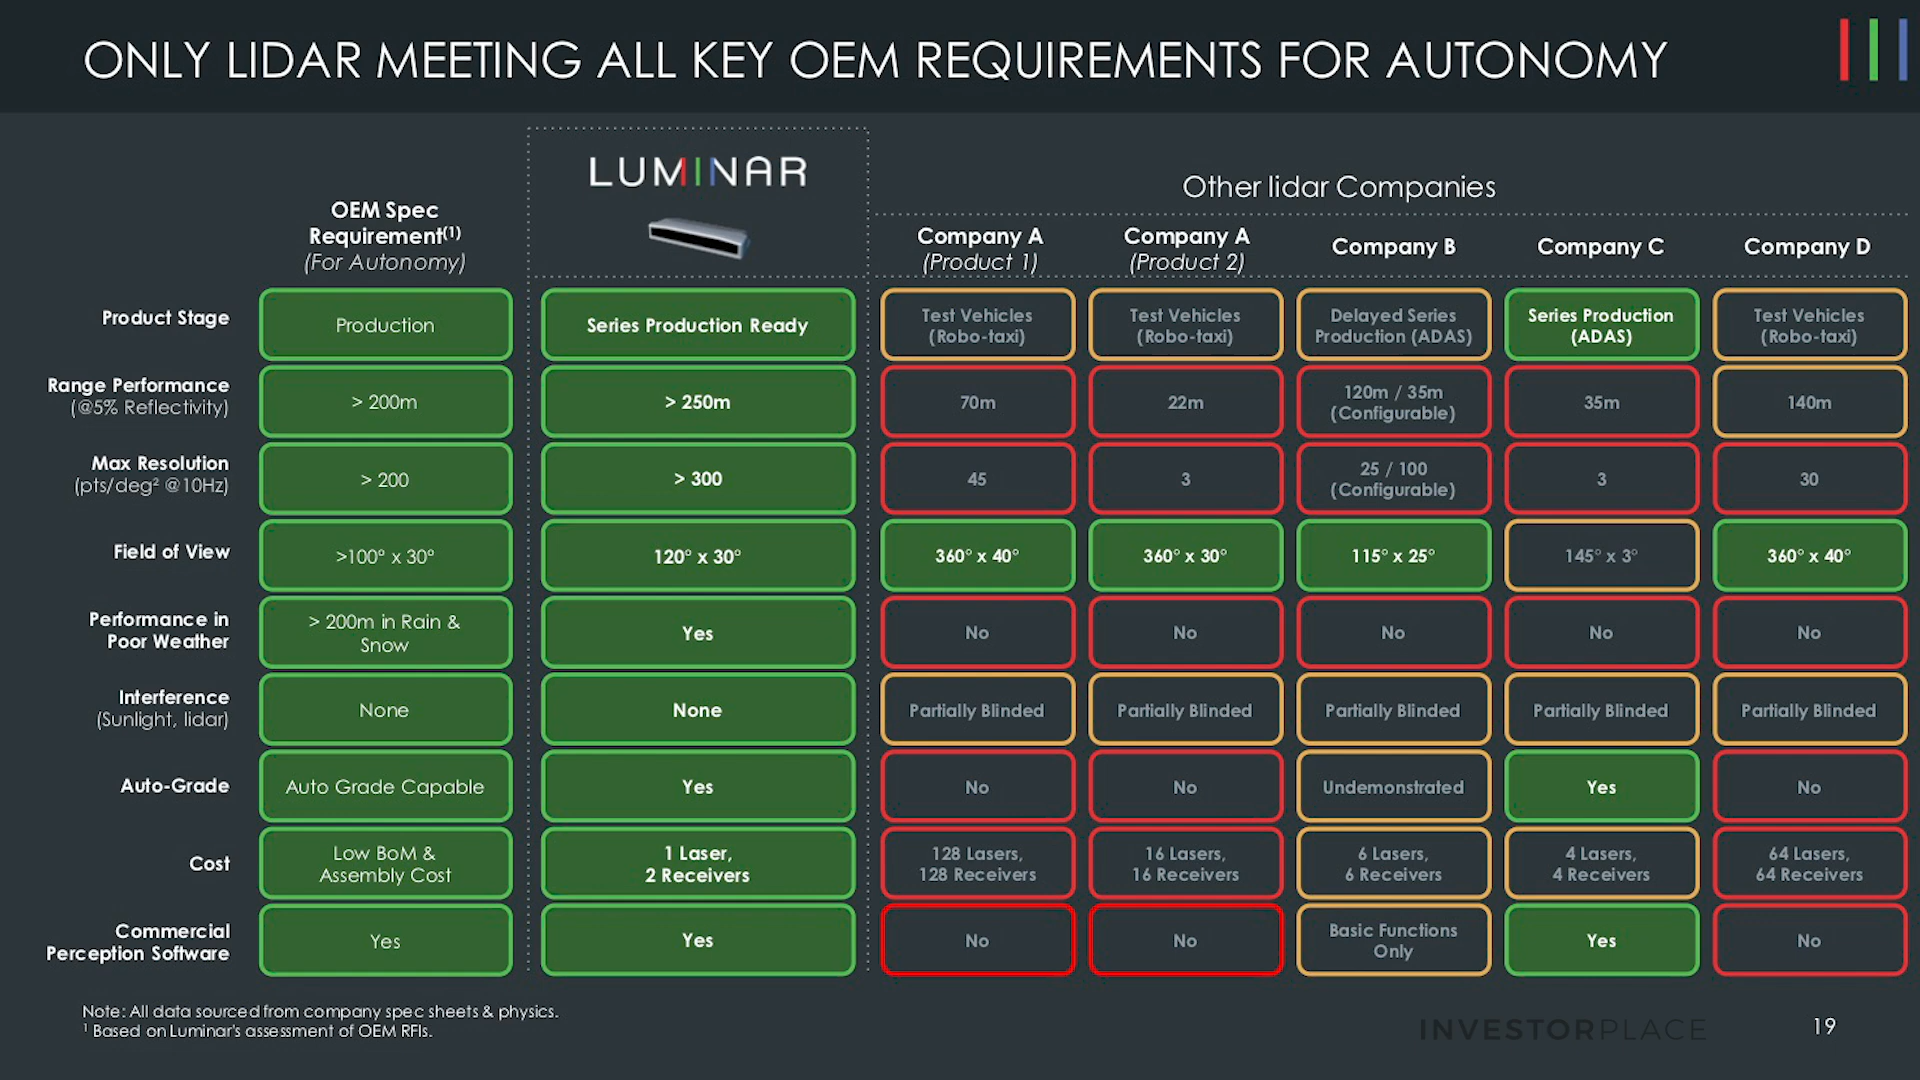 ONLY LIDAR MEETING ALL KEY OEM REQUIREMENTS FOR AUTONOMY
LUMINAR
Other lidar Companies
OEM Spec
Requirement(1)
(For Autonomy)
Company A
(Product 1)
Company A
(Product 2)
Company B
Company C
Company D
Product Stage
Production
Series Production Ready
Test Vehicles
(Robo-taxi)
Test Vehicles
(Robo-taxi)
Delayed Series
Production (ADAS)
Series Production
(ADAS)
Test Vehicles
(Robo-taxi)
Range Performance
(@5% Reflectivity)
> 200m
> 250m
70m
22m
120m / 35m
(Configurable)
35m
140m
Max Resolution
(pts/deg² @10Hz)
> 200
> 300
45
3
25 / 100
(Configurable)
3
30
Field of View
>100° x 30°
120° x 30°
360° x 40°
360° x 30°
115° x 25°
145° x 3°
360° x 40°
Performance in
Poor Weather
> 200m in Rain &
Snow
Yes
No
No
No
No
No
Interference
(Sunlight, lidar)
None
None
Partially Blinded
Partially Blinded
Partially Blinded
Partially Blinded
Partially Blinded
Auto-Grade
Auto Grade Capable
Yes
No
No
Undemonstrated
Yes
No
Cost
Low BoM &
Assembly Cost
1 Laser,
2 Receivers
128 Lasers,
128 Receivers
16 Lasers,
16 Receivers
6 Lasers,
6 Receivers
4 Lasers,
4 Receivers
64 Lasers,
64 Receivers
Commercial
Perception Software
Yes
Yes
No
No
Basic Functions
Only
Yes
No
Note: All data sourced from company spec sheets & physics.
¹ Based on Luminar's assessment of OEM RFIs.
INVESTORPLACE
19